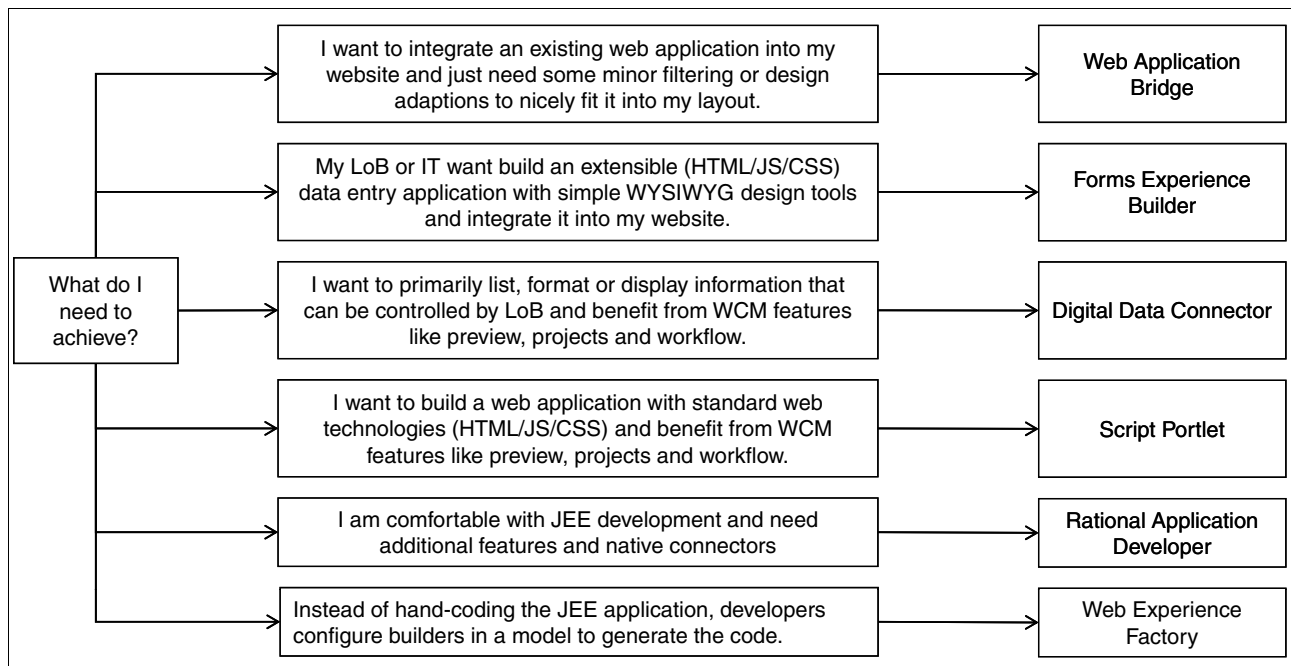 What do I
need to
achieve?
I want to integrate an existing web application into my
website and just need some minor filtering or design
adaptions to nicely fit it into my layout.
Web Application
Bridge
My LoB or IT want build an extensible (HTML/JS/CSS)
data entry application with simple WYSIWYG design tools
and integrate it into my website.
Forms Experience
Builder
I want to primarily list, format or display information that
can be controlled by LoB and benefit from WCM features
like preview, projects and workflow.
Digital Data Connector
I want to build a web application with standard web
technologies (HTML/JS/CSS) and benefit from WCM
features like preview, projects and workflow.
Script Portlet
I am comfortable with JEE development and need
additional features and native connectors
Rational Application
Developer
Instead of hand-coding the JEE application, developers
configure builders in a model to generate the code.
Web Experience
Factory